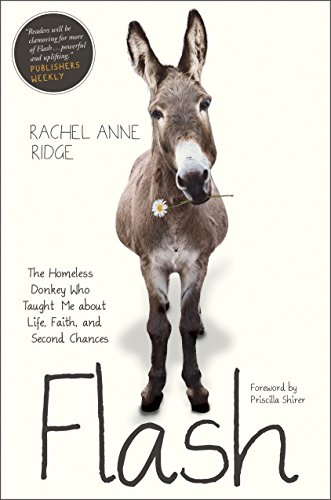 "Readers will be
clamoring for more
of Flash...powerful
and uplifting."
PUBLISHERS
WEEKLY
RACHEL ANNE
RIDGE
The Homeless
Donkey Who
Taught Me about
Life, Faith, and
Second Chances
Foreword by
Priscilla Shirer
Flash